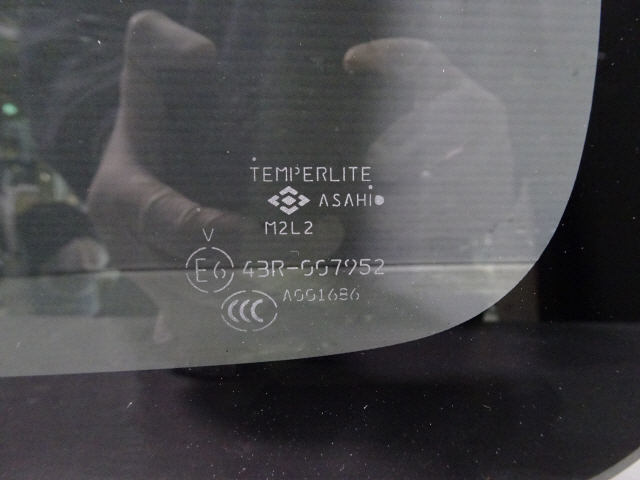 TEMPERLITE
ASAHI
M2L2
V
E6 43R-007952
CCC A001686